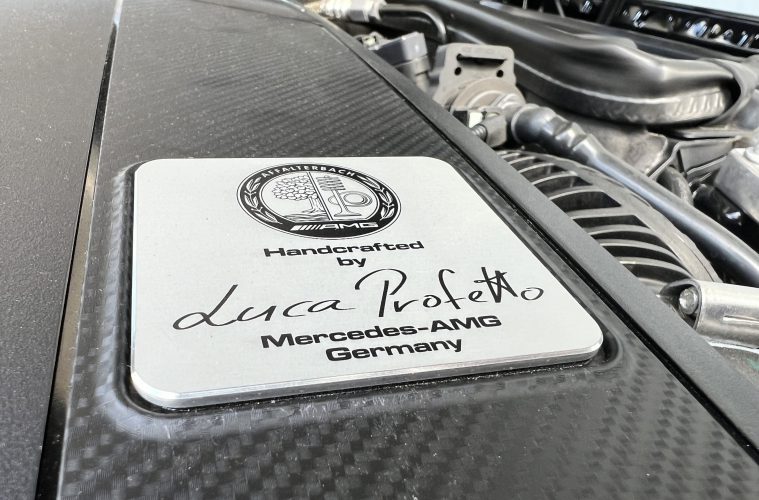 AFFALTERBACH
AMG
Handcrafted
by
Luca Profetto
Mercedes-AMG
Germany